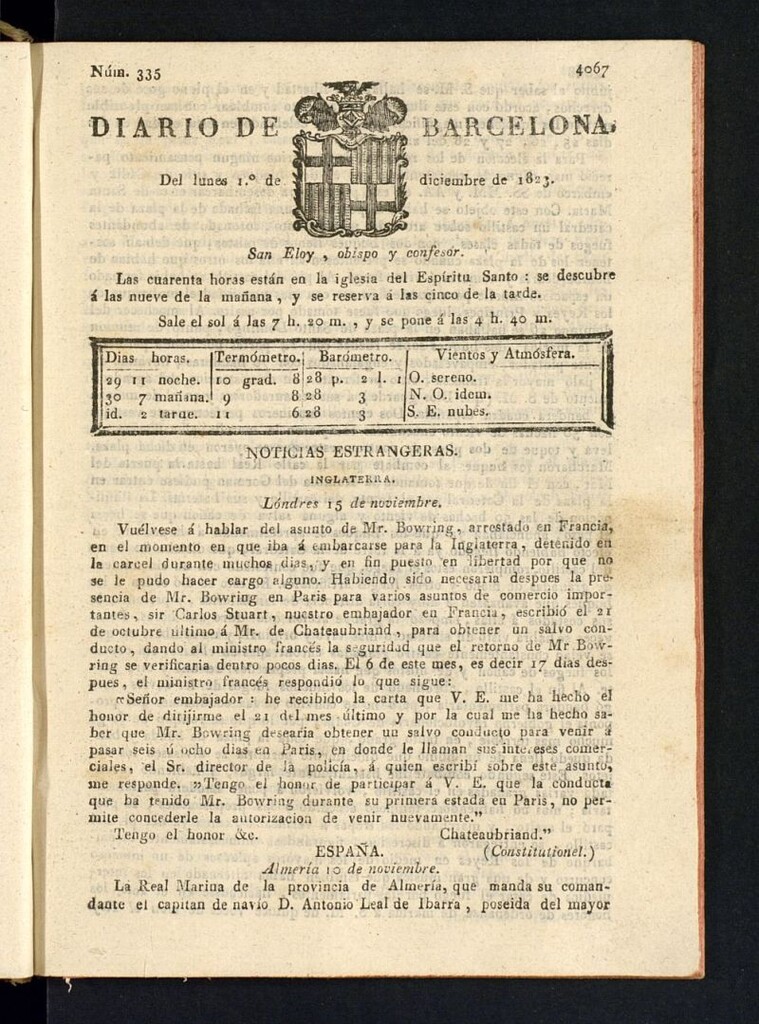 Núm. 335 4067
DIARIO DE BARCELONA,
Del lunes 1.º de diciembre de 1823.
San Eloy, obispo y confesor.
Las cuarenta horas están en la iglesia del Espíritu Santo: se descubre
á las nueve de la mañana, y se reserva á las cinco de la tarde.
Sale el sol á las 7 h. 20 m., y se pone á las 4 h. 40 m.
Dias horas. Termómetro. Barómetro. Vientos y Atmósfera.
29 11 noche. 10 grad. 8 28 p. 2 l. 1 O. sereno.
30 7 mañana. 9 8 28 3 N. O. idem.
id. 2 tarde. 11 6 28 3 S. E. nubes.
NOTICIAS ESTRANGERAS.
INGLATERRA.
Lóndres 15 de noviembre.
Vuélvese á hablar del asunto de Mr. Bowring, arrestado en Francia,
en el momento en que iba á embarcarse para la Inglaterra, detenido en
la carcel durante muchos dias, y en fin puesto en libertad por que no
se le pudo hacer cargo alguno. Habiendo sido necesaria despues la pre-
sencia de Mr. Bowring en Paris para varios asuntos de comercio impor-
tantes, sir Carlos Stuart, nuestro embajador en Francia, escribió el 21
de octubre último á Mr. de Chateaubriand, para obtener un salvo con-
ducto, dando al ministro francés la seguridad que el retorno de Mr Bow-
ring se verificaria dentro pocos dias. El 6 de este mes, es decir 17 dias des-
pues, el ministro francés respondió lo que sigue:
«Señor embajador: he recibido la carta que V. E. me ha hecho el
honor de dirijirme el 21 del mes último y por la cual me ha hecho sa-
ber que Mr. Bowring desearia obtener un salvo conducto para venir á
pasar seis ú ocho dias en Paris, en donde le llaman sus intereses comer-
ciales, el Sr. director de la policía, á quien escribí sobre este asunto,
me responde. »Tengo el honor de participar á V. E. que la conducta
que ha tenido Mr. Bowring durante su primera estada en Paris, no per-
mite concederle la autorizacion de venir nuevamente."
Tengo el honor &c. Chateaubriand."
ESPAÑA. (Constitutionel.)
Almería 10 de noviembre.
La Real Marina de la provincia de Almería, que manda su coman-
dante el capitan de navío D. Antonio Leal de Ibarra, poseida del mayor